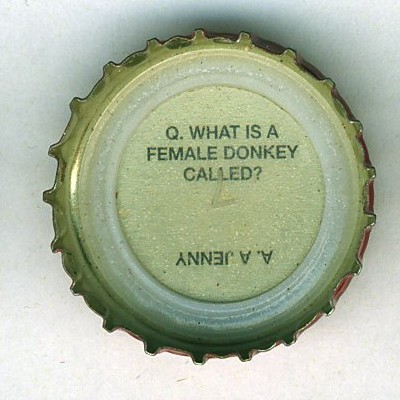 Q. WHAT IS A
FEMALE DONKEY
CALLED?
A. A JENNY